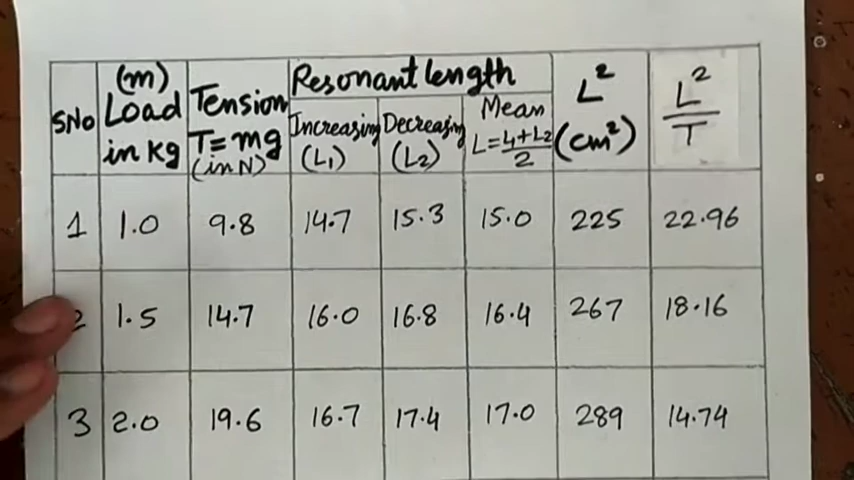 SNo (m) Load in Kg Tension T=mg (in N) Resonant length L² (cm²) L²/T
Increasing (L₁) Decreasing (L₂) Mean L=L₁+L₂/2
1 1.0 9.8 14.7 15.3 15.0 225 22.96
2 1.5 14.7 16.0 16.8 16.4 267 18.16
3 2.0 19.6 16.7 17.4 17.0 289 14.74